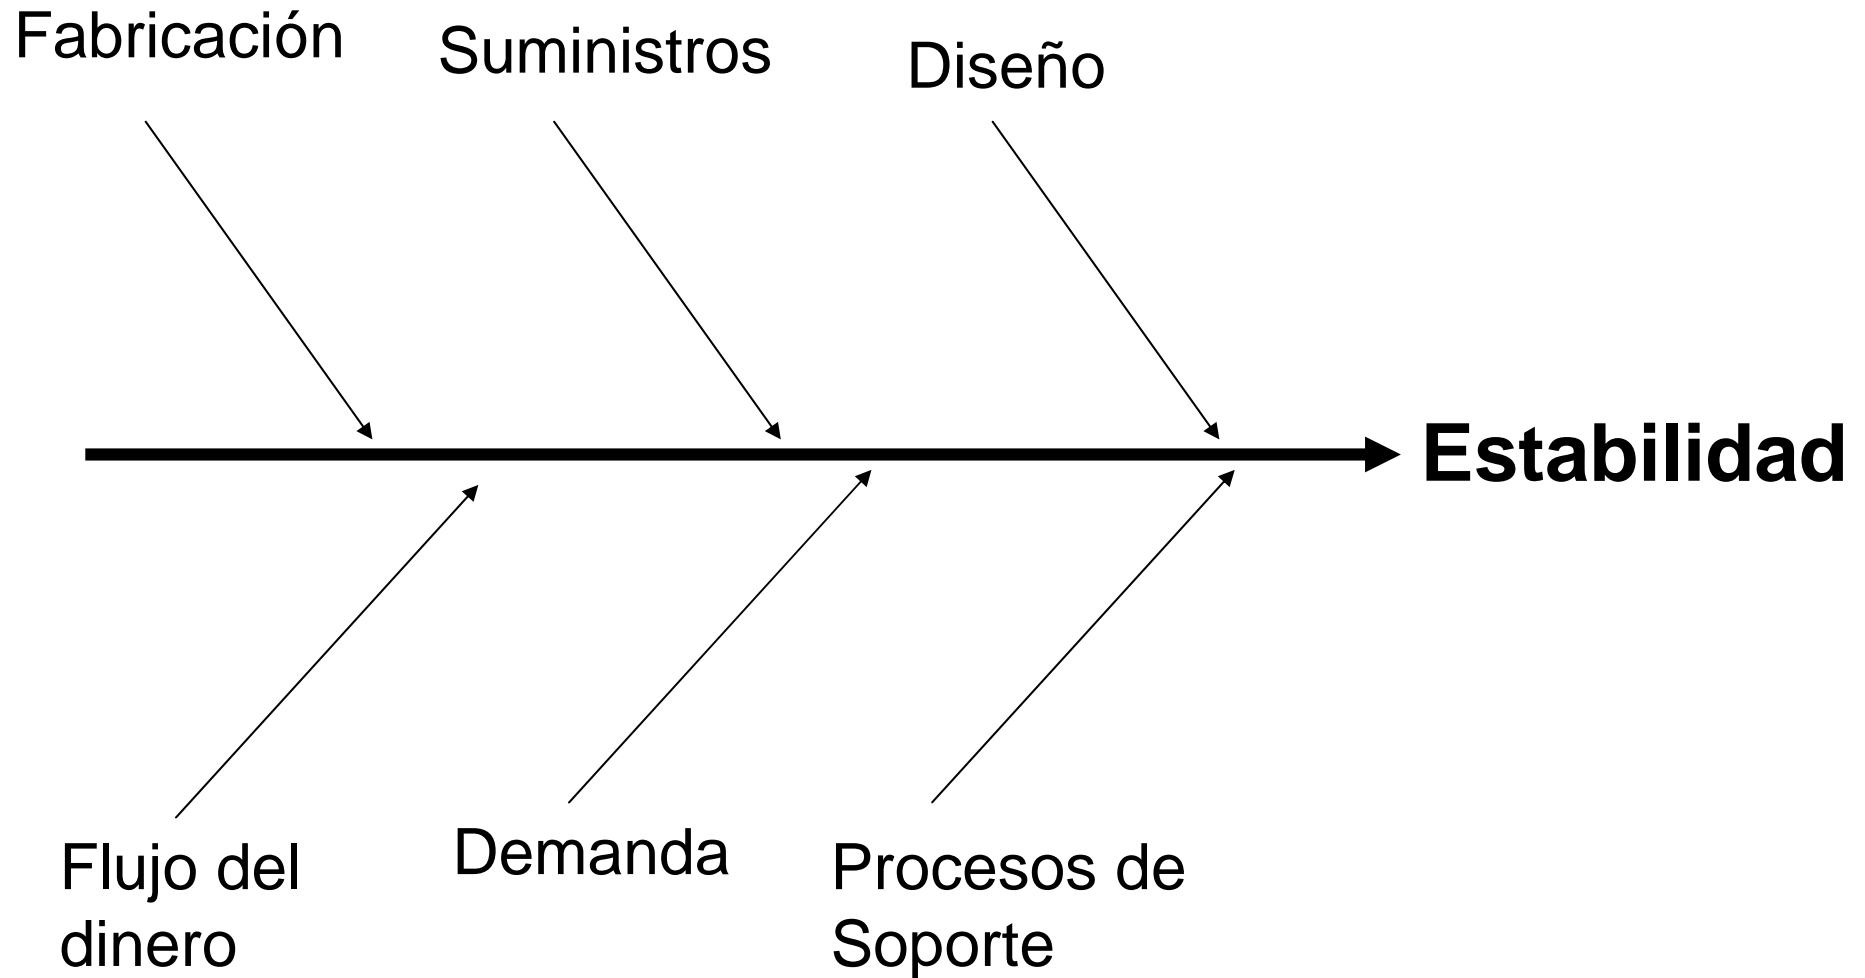 Fabricación
Suministros
Diseño
Estabilidad
Flujo del
dinero
Demanda
Procesos de
Soporte